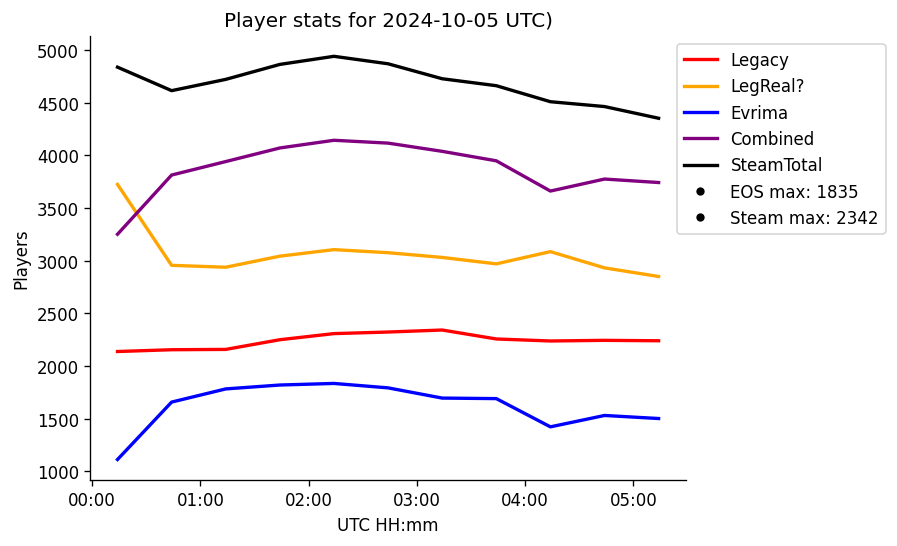 Player stats for 2024-10-05 UTC)
5000
4500
4000
3500
3000
2500
2000
1500
1000
Players
00:00 01:00 02:00 03:00 04:00 05:00
UTC HH:mm
Legacy
LegReal?
Evrima
Combined
SteamTotal
EOS max: 1835
Steam max: 2342